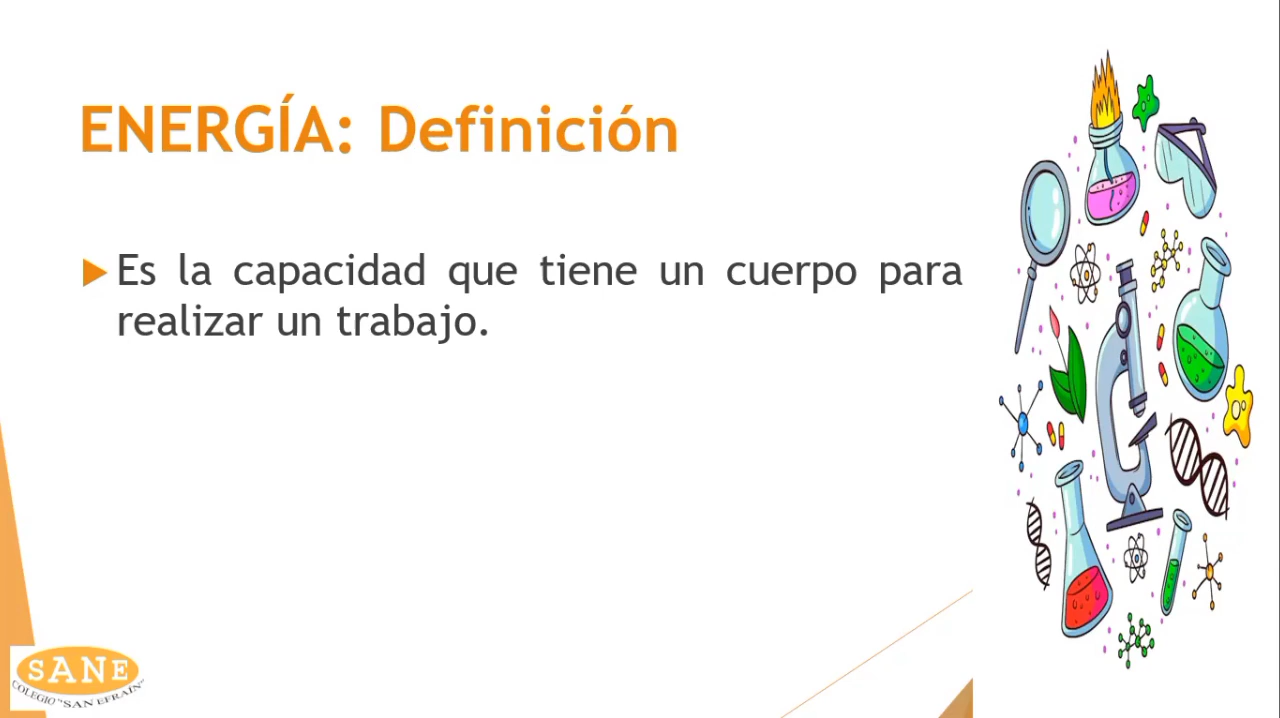 ENERGÍA: Definición
Es la capacidad que tiene un cuerpo para
realizar un trabajo.
SANE
COLEGIO "SAN EFRAIN"